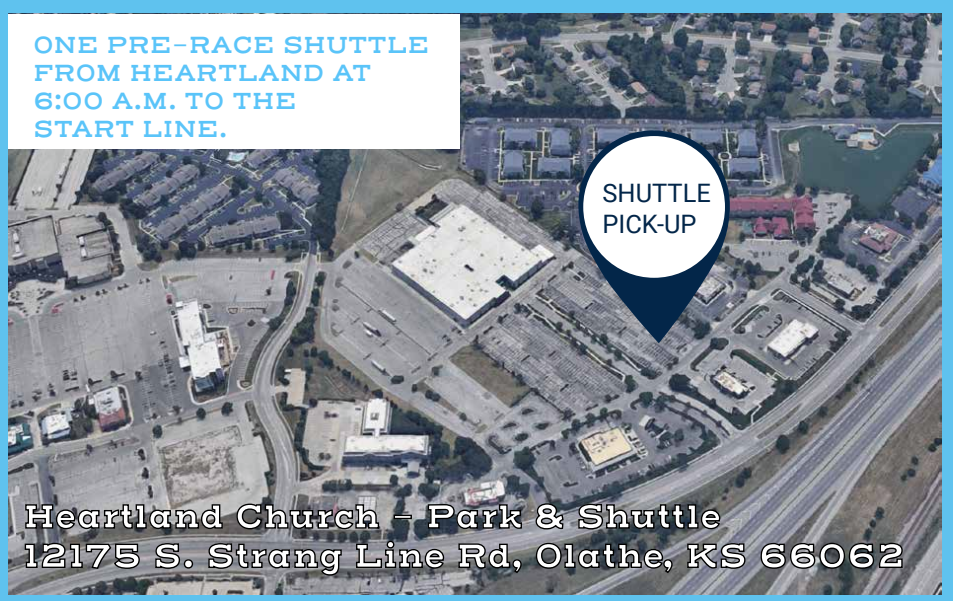 ONE PRE-RACE SHUTTLE
FROM HEARTLAND AT
6:00 A.M. TO THE
START LINE.
SHUTTLE
PICK-UP
Heartland Church - Park & Shuttle
12175 S. Strang Line Rd, Olathe, KS 66062